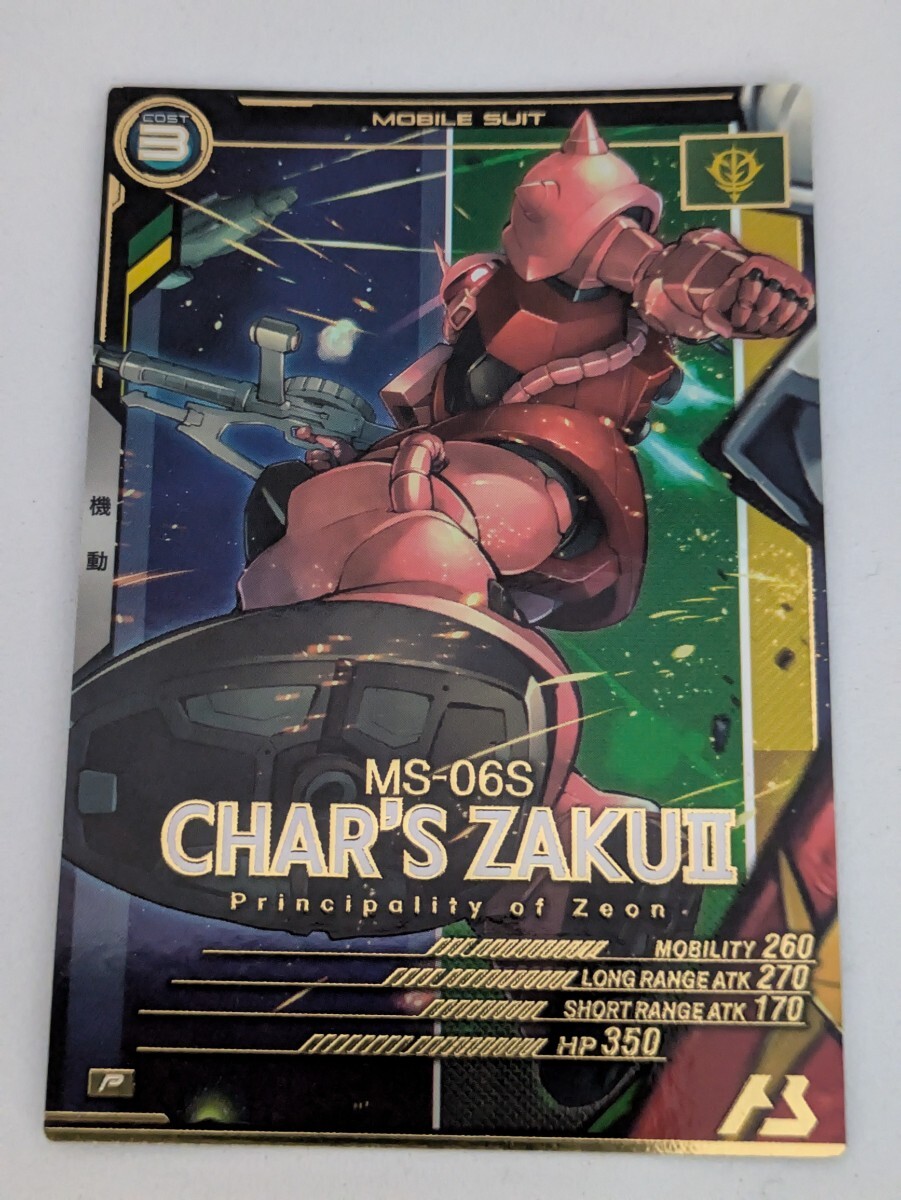 COST
3
MOBILE SUIT
機動
MS-06S
CHAR'S ZAKUII
Principality of Zeon
MOBILITY 260
LONG RANGE ATK 270
SHORT RANGE ATK 170
HP 350
P